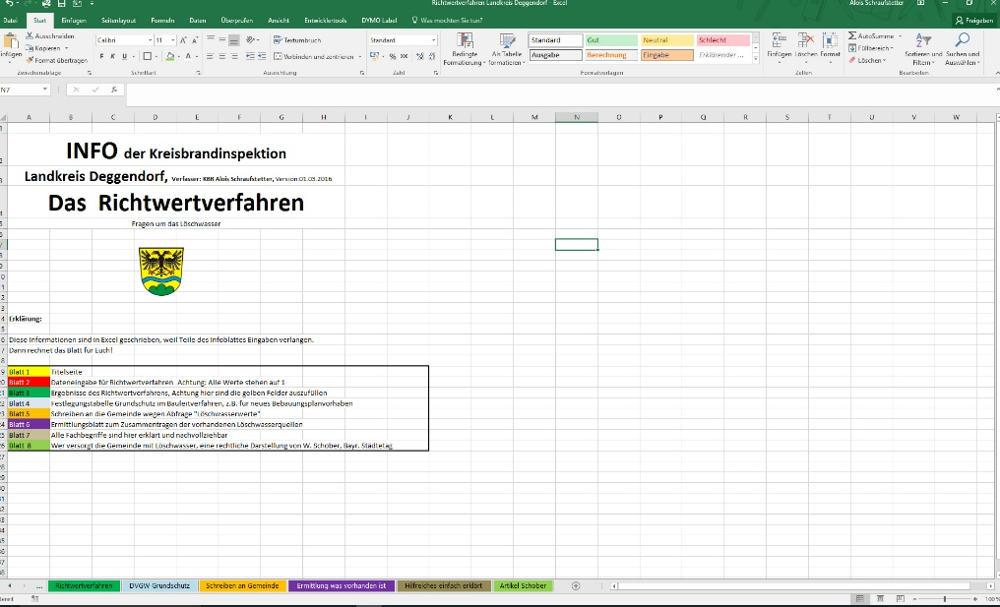 Richtwertverfahren Landkreis Deggendorf - Excel
Alois Schraufstetter
Datei Start Einfügen Seitenlayout Formeln Daten Überprüfen Ansicht Entwicklertools DYMO Label Was möchten Sie tun? Freigeben
Ausschneiden
Kopieren
Format übertragen
Zwischenablage
Calibri 11
F K U
Schriftart
Textumbruch
Verbinden und zentrieren
Ausrichtung
Standard
% 000
Zahl
Bedingte Formatierung
Als Tabelle formatieren
Standard Gut Neutral Schlecht
Ausgabe Berechnung Eingabe Erklärender ...
Formatvorlagen
Einfügen Löschen Format
Zellen
AutoSumme
Füllbereich
Löschen
Sortieren und Filtern
Suchen und Auswählen
Bearbeiten
N7
A B C D E F G H I J K L M N O P Q R S T U V W
INFO der Kreisbrandinspektion
Landkreis Deggendorf, Verfasser: KBR Alois Schraufstetter, Version:01.03.2016
Das Richtwertverfahren
Fragen um das Löschwasser
Erklärung:
Diese Informationen sind in Excel geschrieben, weil Teile des Infoblattes Eingaben verlangen.
Dann rechnet das Blatt für Euch!
Blatt 1 Titelseite
Blatt 2 Dateneingabe für Richtwertverfahren Achtung: Alle Werte stehen auf 1
Blatt 3 Ergebnisse des Richtwertverfahrens, Achtung hier sind die gelben Felder auszufüllen
Blatt 4 Festlegungstabelle Grundschutz im Bauleitverfahren, z.B. für neues Bebauungsplanvorhaben
Blatt 5 Schreiben an die Gemeinde wegen Abfrage "Löschwasserwerte"
Blatt 6 Ermittlungsblatt zum Zusammentragen der vorhandenen Löschwasserquellen
Blatt 7 Alle Fachbegriffe sind hier erklärt und nachvollziehbar
Blatt 8 Wer versorgt die Gemeinde mit Löschwasser, eine rechtliche Darstellung von W. Schober, Bayr. Städtetag
... Richtwertverfahren DVGW Grundschutz Schreiben an Gemeinde Ermittlung was vorhanden ist Hilfreiches einfach erklärt Artikel Schober
100 %